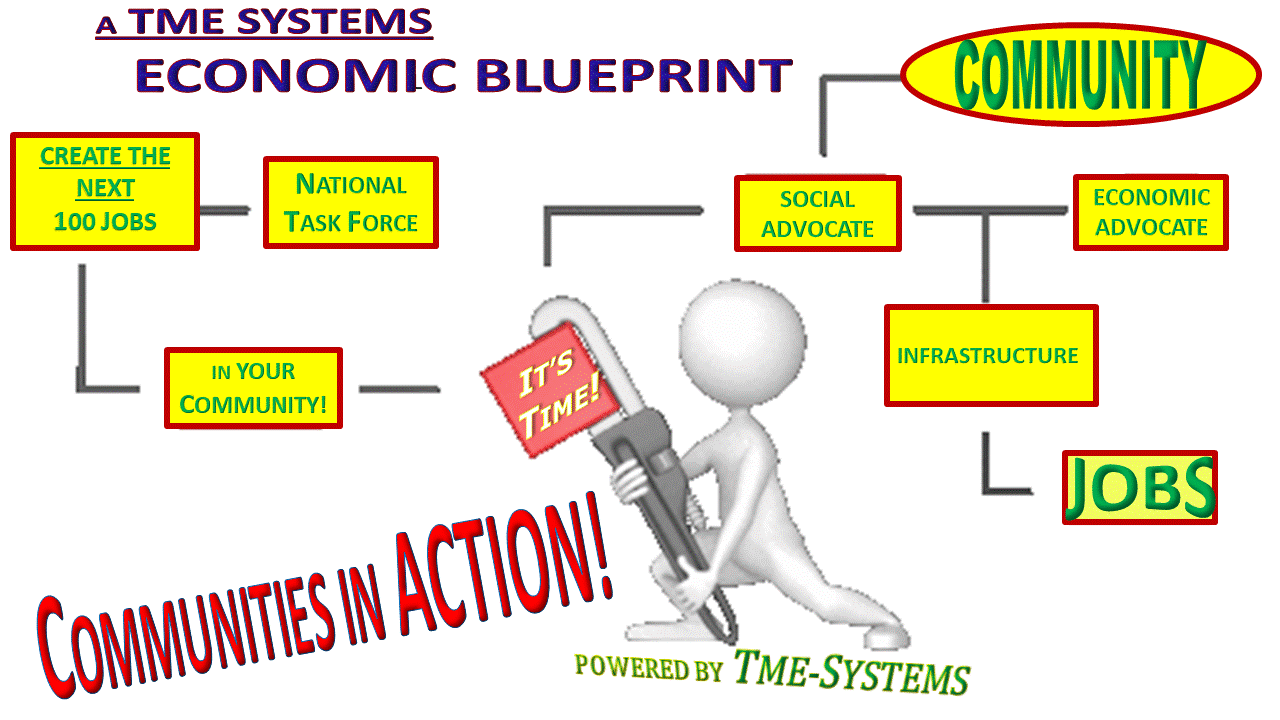 A TME SYSTEMS
ECONOMIC BLUEPRINT
COMMUNITY
CREATE THE
NEXT
100 JOBS
NATIONAL
TASK FORCE
SOCIAL
ADVOCATE
ECONOMIC
ADVOCATE
IN YOUR
COMMUNITY!
INFRASTRUCTURE
IT'S
TIME!
JOBS
COMMUNITIES IN ACTION!
POWERED BY TME-SYSTEMS